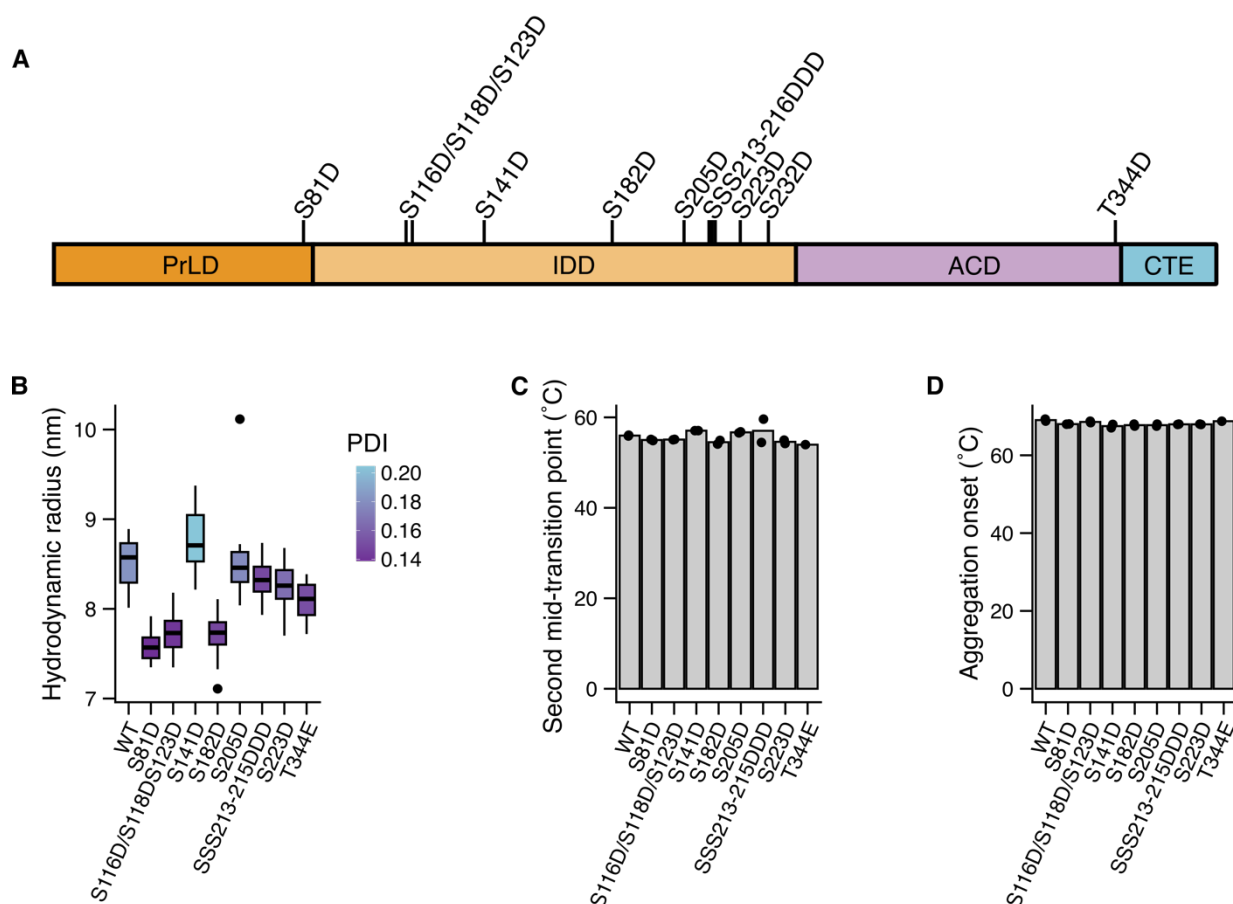 A
S81D
S116D/S118D/S123D
S141D
S182D
S205D
SSS213-216DDD
S223D
S232D
T344D
PrLD
IDD
ACD
CTE
B
Hydrodynamic radius (nm)
10
9
8
7
WT
S81D
S116D/S118DS123D
S141D
S182D
S205D
SSS213-215DDD
S223D
T344E
PDI
0.20
0.18
0.16
0.14
C
Second mid-transition point (˚C)
60
40
20
0
WT
S81D
S116D/S118D/S123D
S141D
S182D
S205D
SSS213-215DDD
S223D
T344E
D
Aggregation onset (˚C)
60
40
20
0
WT
S81D
S116D/S118D/S123D
S141D
S182D
S205D
SSS213-215DDD
S223D
T344E